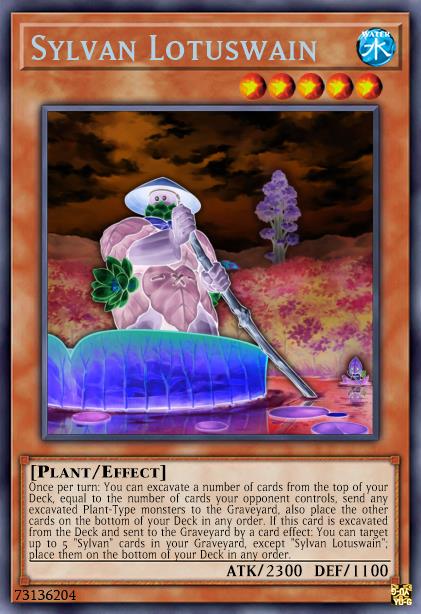 Sylvan Lotuswain
WATER
水
[Plant/Effect]
Once per turn: You can excavate a number of cards from the top of your
Deck, equal to the number of cards your opponent controls, send any
excavated Plant-Type monsters to the Graveyard, also place the other
cards on the bottom of your Deck in any order. If this card is excavated
from the Deck and sent to the Graveyard by a card effect: You can target
up to 5 "Sylvan" cards in your Graveyard, except "Sylvan Lotuswain";
place them on the bottom of your Deck in any order.
ATK/2300 DEF/1100
73136204